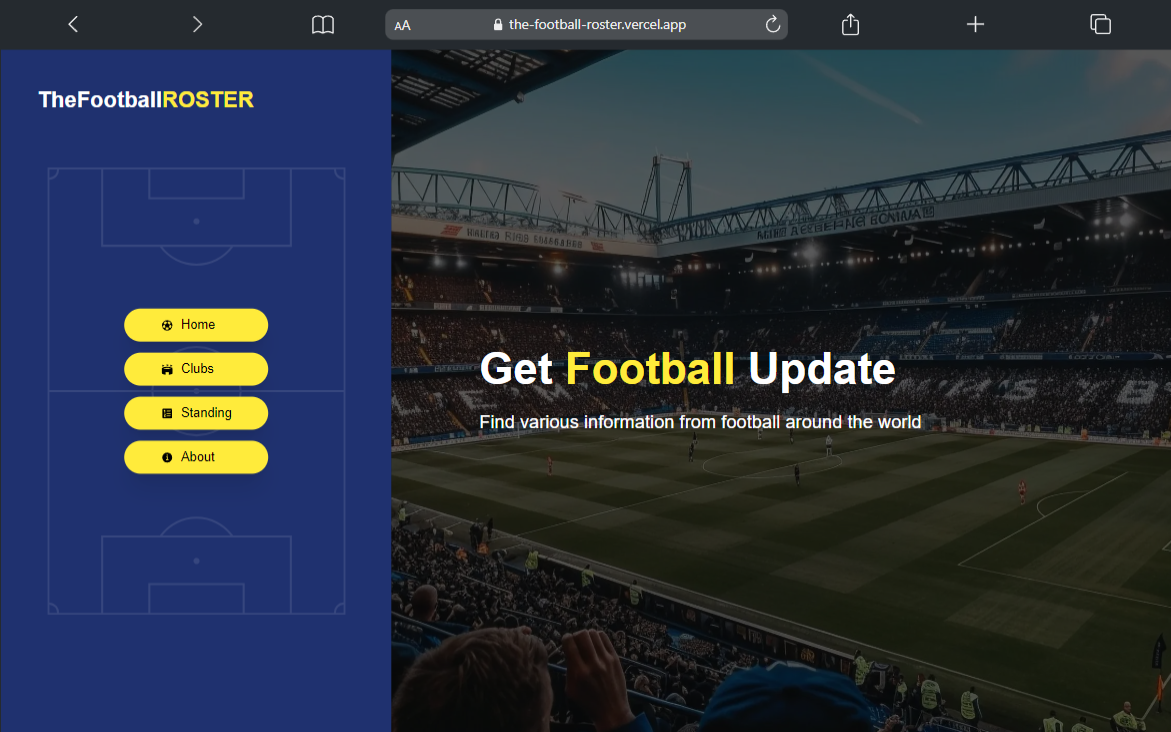 AA
the-football-roster.vercel.app
TheFootballROSTER
Home
Clubs
Standing
About
Get Football Update
Find various information from football around the world